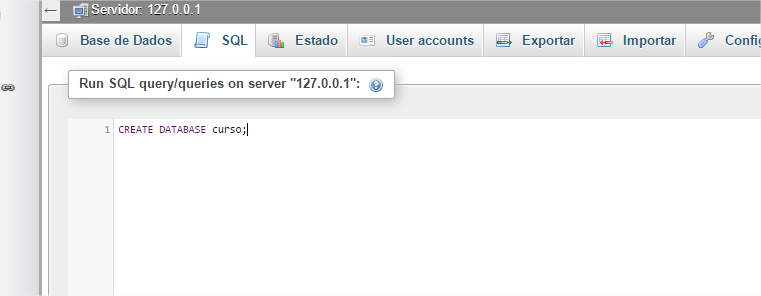 ← Servidor: 127.0.0.1
Base de Dados SQL Estado User accounts Exportar Importar Config
Run SQL query/queries on server "127.0.0.1":
1 CREATE DATABASE curso;